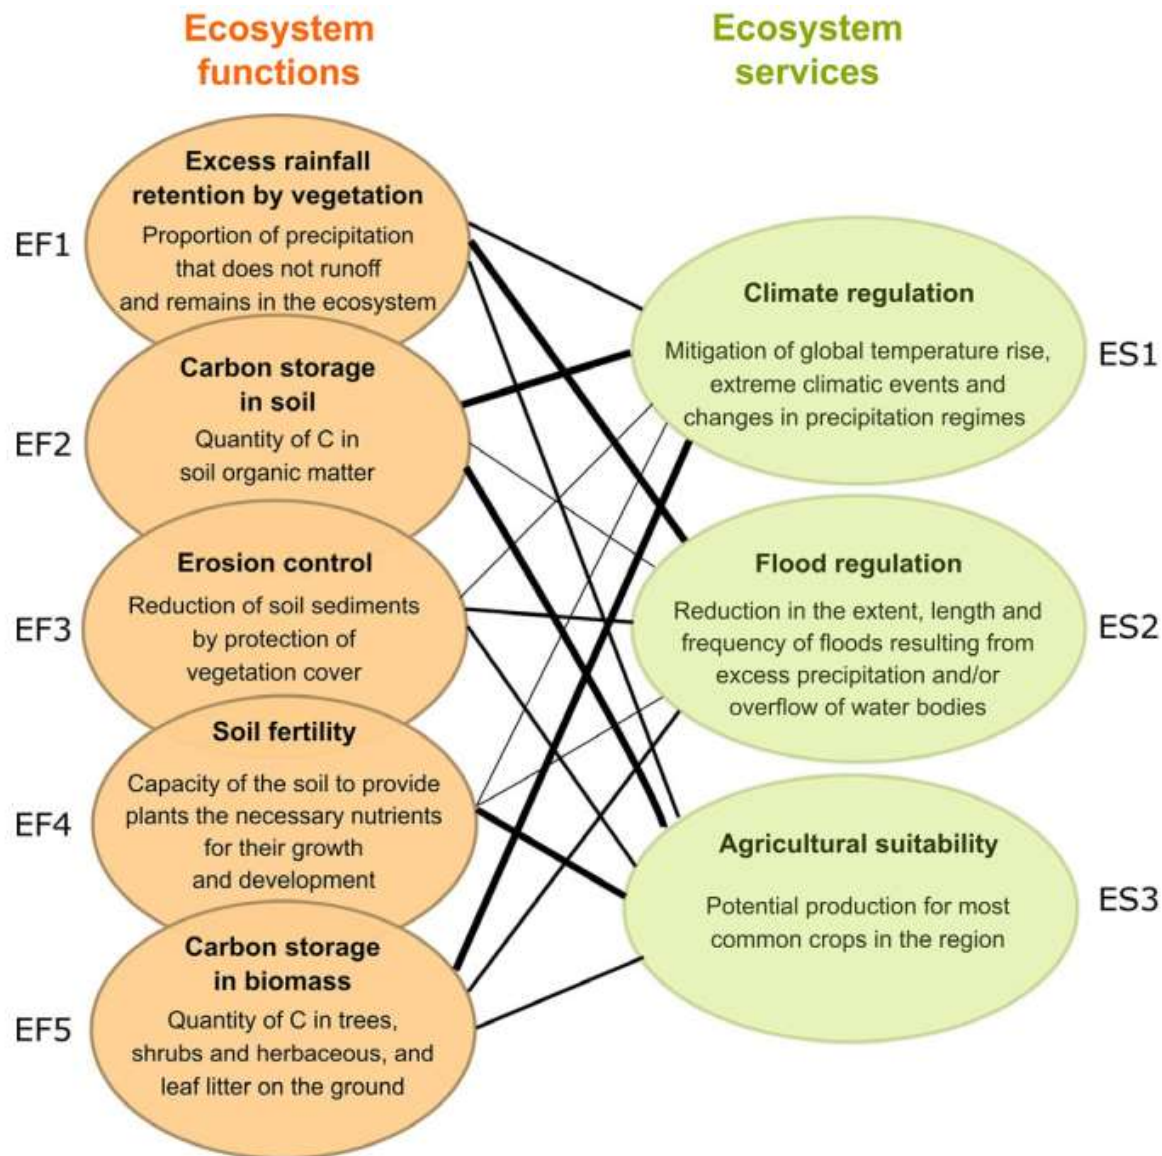 Ecosystem
functions
Ecosystem
services
EF1
Excess rainfall
retention by vegetation
Proportion of precipitation
that does not runoff
and remains in the ecosystem
EF2
Carbon storage
in soil
Quantity of C in
soil organic matter
EF3
Erosion control
Reduction of soil sediments
by protection of
vegetation cover
EF4
Soil fertility
Capacity of the soil to provide
plants the necessary nutrients
for their growth
and development
EF5
Carbon storage
in biomass
Quantity of C in trees,
shrubs and herbaceous, and
leaf litter on the ground
Climate regulation
Mitigation of global temperature rise,
extreme climatic events and
changes in precipitation regimes
ES1
Flood regulation
Reduction in the extent, length and
frequency of floods resulting from
excess precipitation and/or
overflow of water bodies
ES2
Agricultural suitability
Potential production for most
common crops in the region
ES3